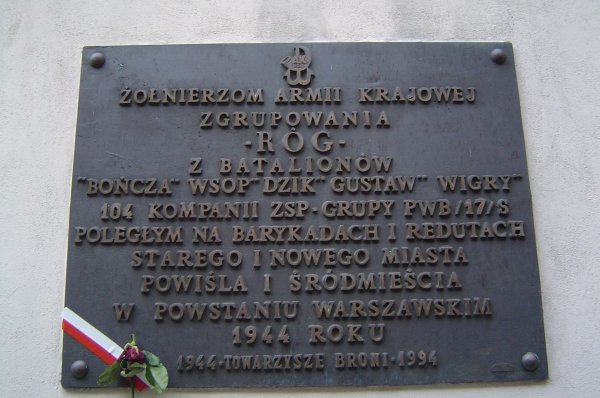 ŻOŁNIERZOM ARMII KRAJOWEJ
ZGRUPOWANIA
-RÓG-
Z BATALIONÓW
"BOŃCZA" WSOP "DZIK" GUSTAW" WIGRY"
104 KOMPANII ZSP-GRUPY PWB/17/S
POLEGŁYM NA BARYKADACH I REDUTACH
STAREGO I NOWEGO MIASTA
POWIŚLA I ŚRÓDMIEŚCIA
W POWSTANIU WARSZAWSKIM
1944 ROKU
1944-TOWARZYSZE BRONI-1994